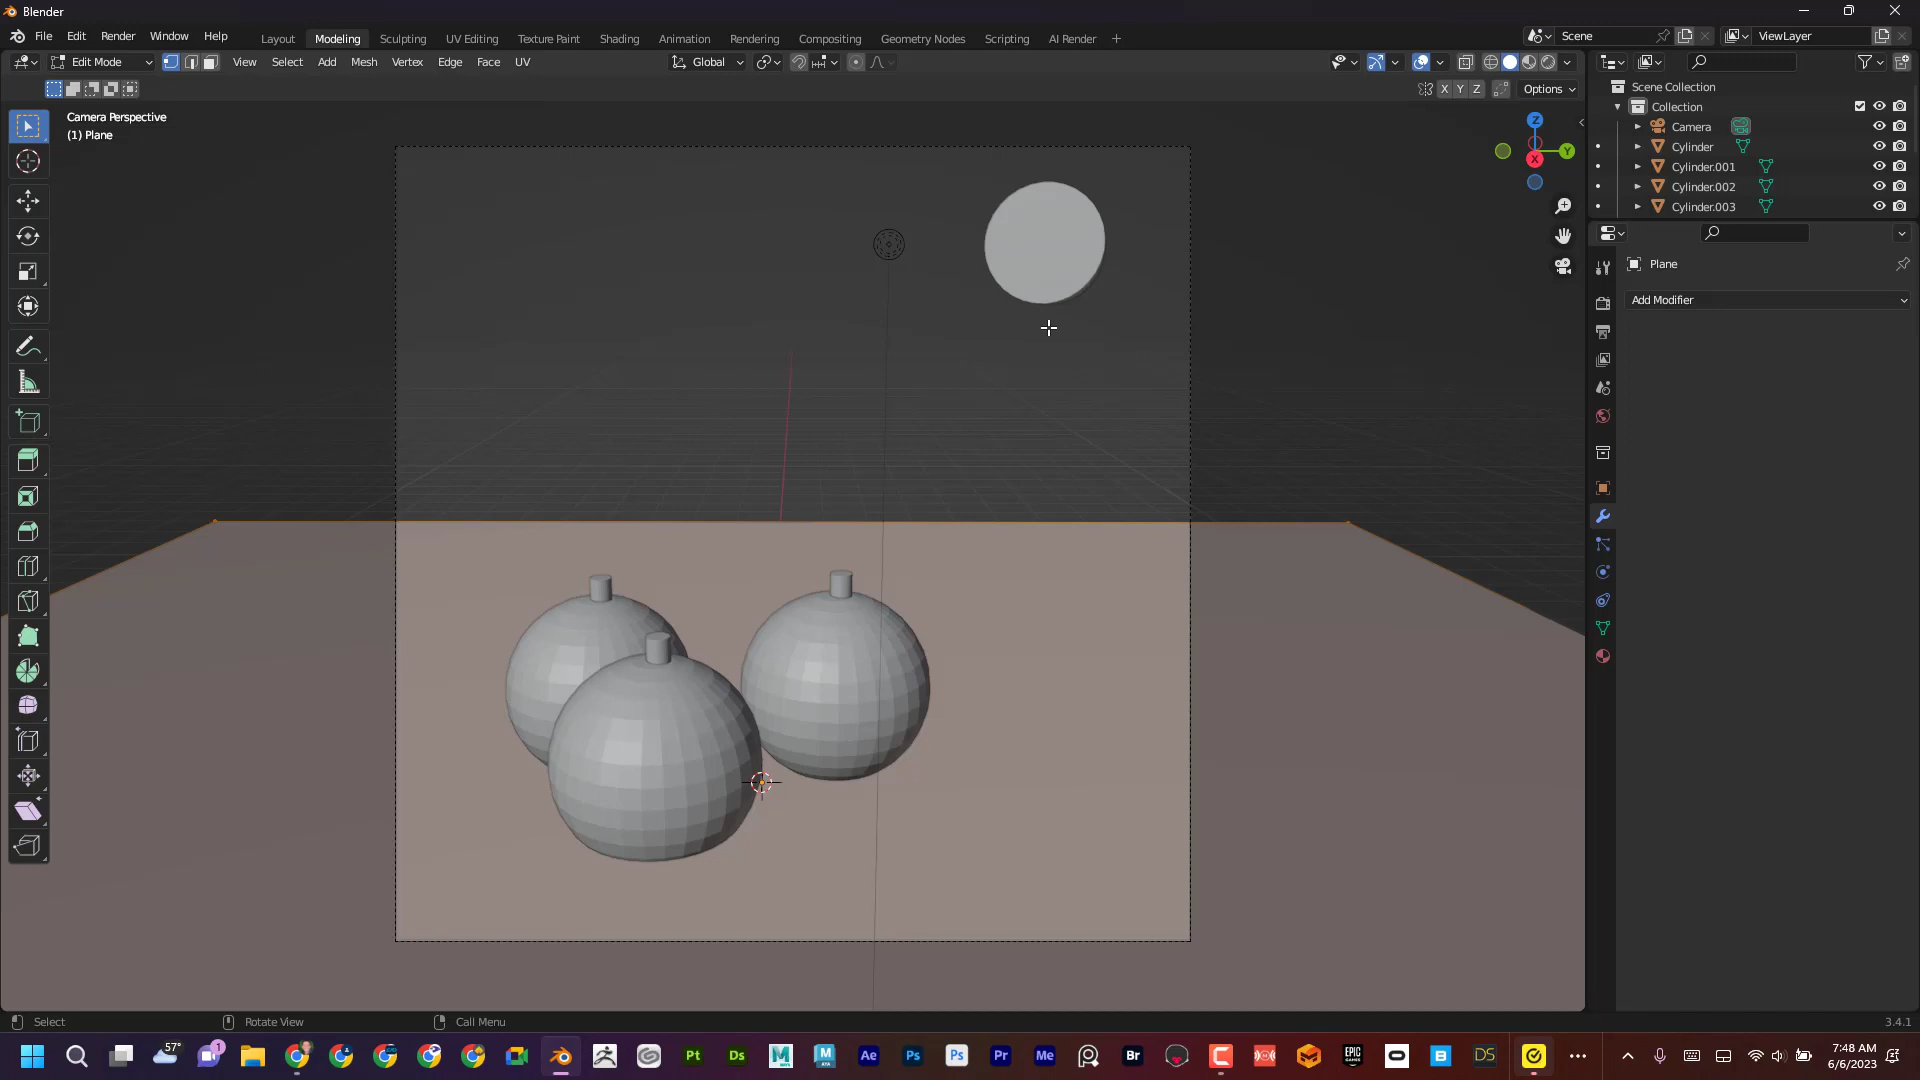 Blender
File Edit Render Window Help
Layout Modeling Sculpting UV Editing Texture Paint Shading Animation Rendering Compositing Geometry Nodes Scripting AI Render
Scene
ViewLayer
Edit Mode
View Select Add Mesh Vertex Edge Face UV
Global
X Y Z
Options
Camera Perspective
(1) Plane
Z
Y
X
Scene Collection
Collection
Camera
Cylinder
Cylinder.001
Cylinder.002
Cylinder.003
Plane
Add Modifier
Select
Rotate View
Call Menu
3.4.1
57°
1
Pt
Ds
Ae
Ps
Ps
Pr
Me
Br
EPIC
GAMES
DS
7:48 AM
6/6/2023